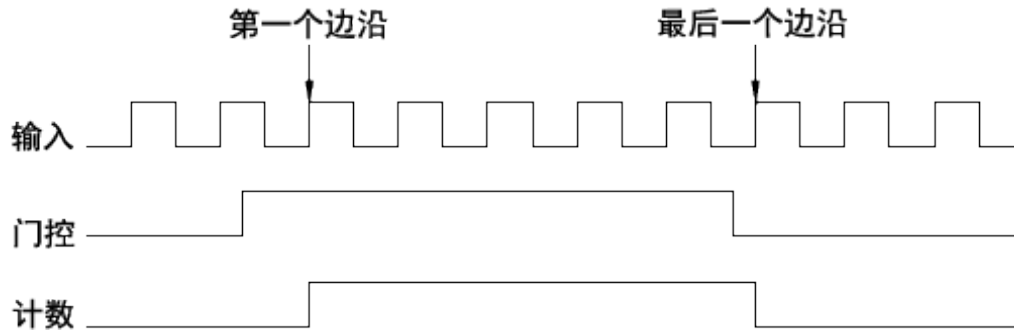 第一个边沿
最后一个边沿
输入
门控
计数